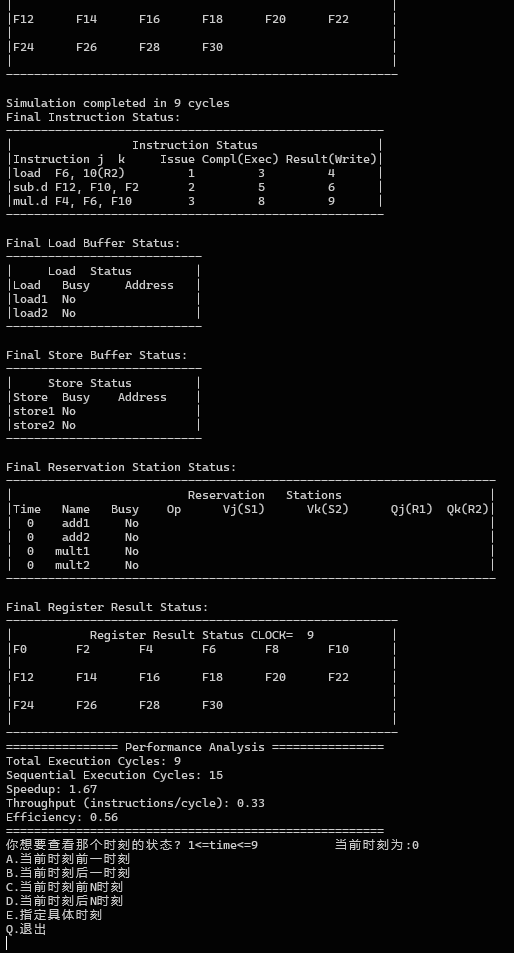 |                                                      |
|F12      F14      F16      F18      F20      F22      |
|                                                      |
|F24      F26      F28      F30                        |
|                                                      |
--------------------------------------------------------
Simulation completed in 9 cycles
Final Instruction Status:
------------------------------------------------------
|                 Instruction Status                 |
|Instruction j  k     Issue Compl(Exec) Result(Write)|
|load  F6, 10(R2)         1         3         4      |
|sub.d F12, F10, F2       2         5         6      |
|mul.d F4, F6, F10        3         8         9      |
------------------------------------------------------
Final Load Buffer Status:
----------------------------
|     Load  Status         |
|Load   Busy     Address   |
|load1  No                 |
|load2  No                 |
----------------------------
Final Store Buffer Status:
----------------------------
|     Store Status         |
|Store  Busy    Address    |
|store1 No                 |
|store2 No                 |
----------------------------
Final Reservation Station Status:
----------------------------------------------------------------------
|                         Reservation   Stations                     |
|Time   Name   Busy    Op      Vj(S1)      Vk(S2)      Qj(R1)  Qk(R2)|
|  0    add1     No                                                  |
|  0    add2     No                                                  |
|  0   mult1     No                                                  |
|  0   mult2     No                                                  |
----------------------------------------------------------------------
Final Register Result Status:
--------------------------------------------------------
|           Register Result Status CLOCK=  9           |
|F0       F2       F4       F6       F8       F10      |
|                                                      |
|F12      F14      F16      F18      F20      F22      |
|                                                      |
|F24      F26      F28      F30                        |
|                                                      |
--------------------------------------------------------
================ Performance Analysis ================
Total Execution Cycles: 9
Sequential Execution Cycles: 15
Speedup: 1.67
Throughput (instructions/cycle): 0.33
Efficiency: 0.56
======================================================
你想要查看那个时刻的状态? 1<=time<=9           当前时刻为:0
A.当前时刻前一时刻
B.当前时刻后一时刻
C.当前时刻前N时刻
D.当前时刻后N时刻
E.指定具体时刻
Q.退出